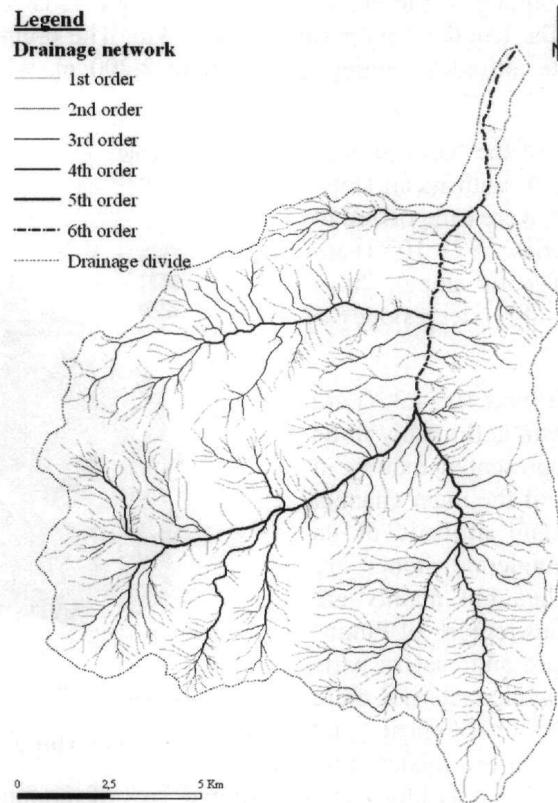 Legend
Drainage network
1st order
2nd order
3rd order
4th order
5th order
6th order
Drainage divide
N
0 2,5 5 Km